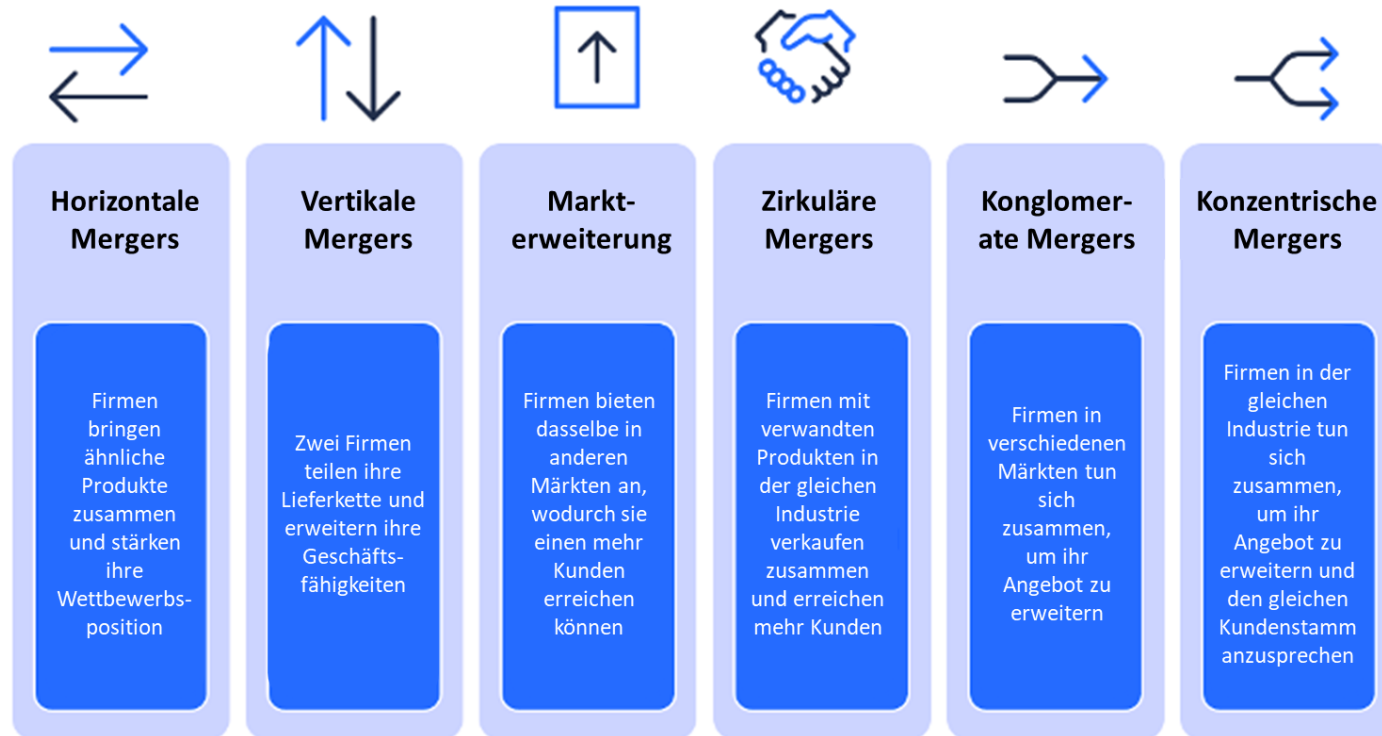 Horizontale
Mergers
Firmen
bringen
ähnliche
Produkte
zusammen
und stärken
ihre
Wettbewerbs-
position
Vertikale
Mergers
Zwei Firmen
teilen ihre
Lieferkette und
erweitern ihre
Geschäfts-
fähigkeiten
Markt-
erweiterung
Firmen bieten
dasselbe in
anderen
Märkten an,
wodurch sie
einen mehr
Kunden
erreichen
können
Zirkuläre
Mergers
Firmen mit
verwandten
Produkten in
der gleichen
Industrie
verkaufen
zusammen
und erreichen
mehr Kunden
Konglomer-
ate Mergers
Firmen in
verschiedenen
Märkten tun
sich
zusammen,
um ihr
Angebot zu
erweitern
Konzentrische
Mergers
Firmen in der
gleichen
Industrie tun
sich
zusammen,
um ihr
Angebot zu
erweitern und
den gleichen
Kundenstamm
anzusprechen